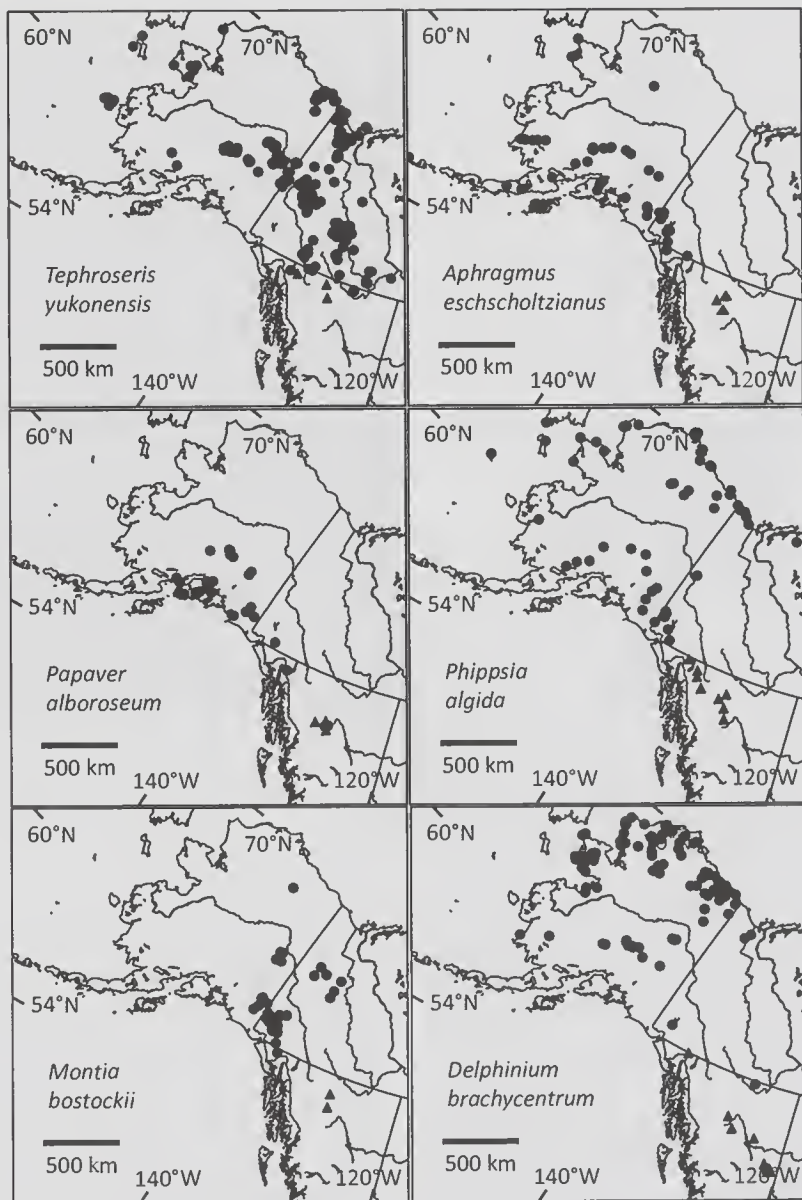 60°N
70°N
54°N
Tephroseris
yukonensis
500 km
140°W
120°W
60°N
70°N
54°N
Aphragmus
eschscholtzianus
500 km
140°W
120°W
60°N
70°N
54°N
Papaver
alboroseum
500 km
140°W
120°W
60°N
70°N
54°N
Phippsia
algida
500 km
140°W
120°W
60°N
70°N
54°N
Montia
bostockii
500 km
140°W
120°W
60°N
70°N
54°N
Delphinium
brachycentrum
500 km
140°W
120°W